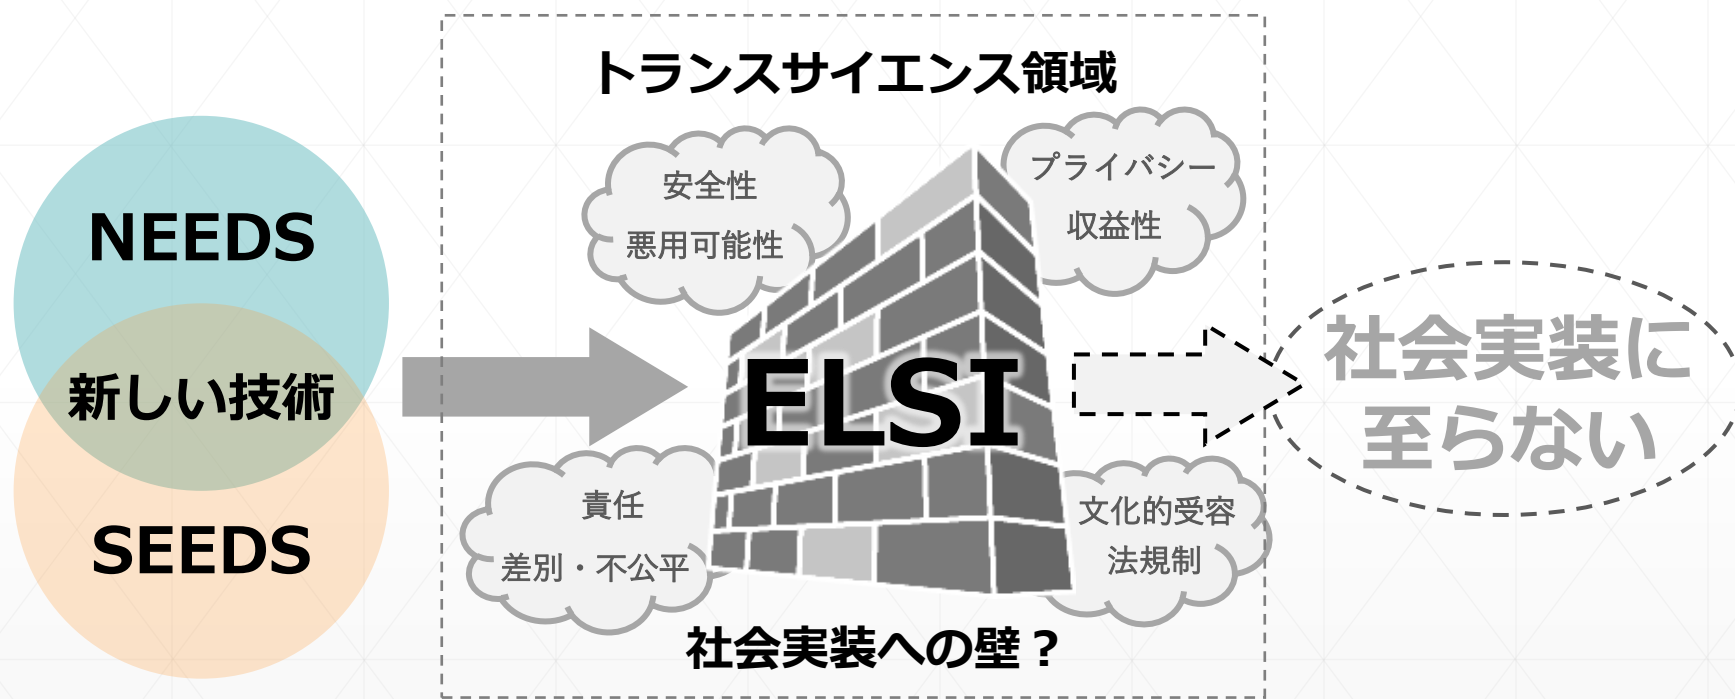 トランスサイエンス領域
NEEDS
新しい技術
SEEDS
安全性
悪用可能性
プライバシー
収益性
ELSI
責任
差別・不公平
文化的受容
法規制
社会実装への壁？
社会実装に
至らない